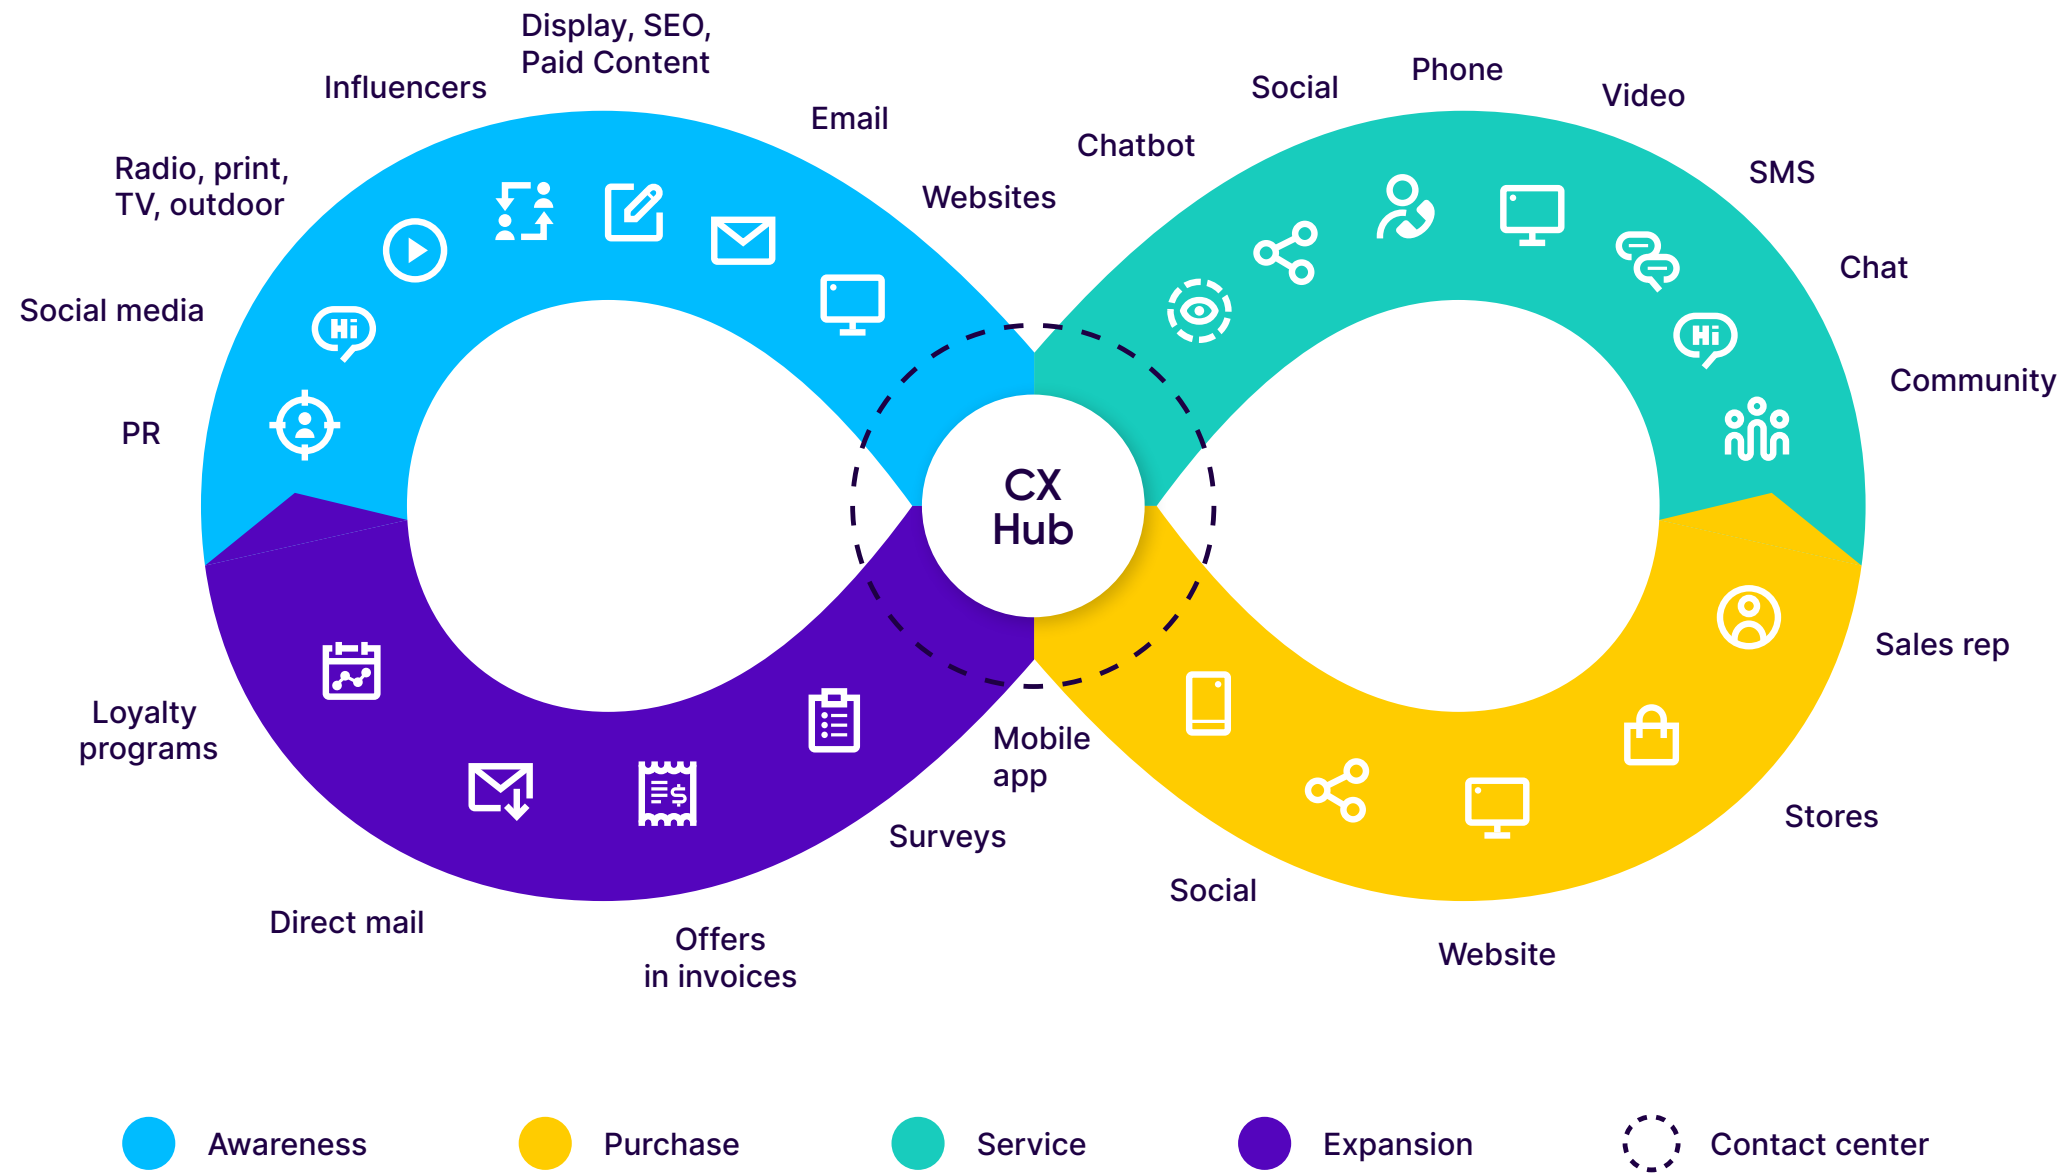 Display, SEO,
Paid Content
Influencers
Email
Radio, print,
TV, outdoor
Websites
Social media
PR
Social
Phone
Video
Chatbot
SMS
Chat
Community
Hi
Hi
CX
Hub
Sales rep
Stores
Website
Social
Mobile
app
Surveys
Offers
in invoices
Direct mail
Loyalty
programs
$
Awareness
Purchase
Service
Expansion
Contact center